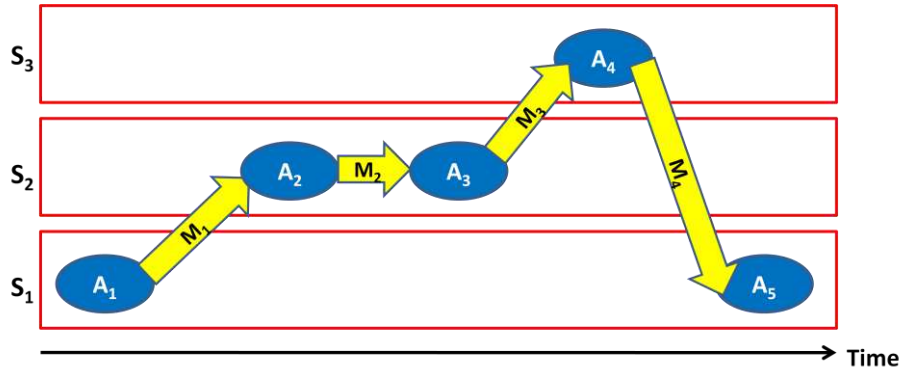 S₃
A₄
M₃
S₂
A₂
M₂
A₃
M₄
M₁
S₁
A₁
A₅
Time